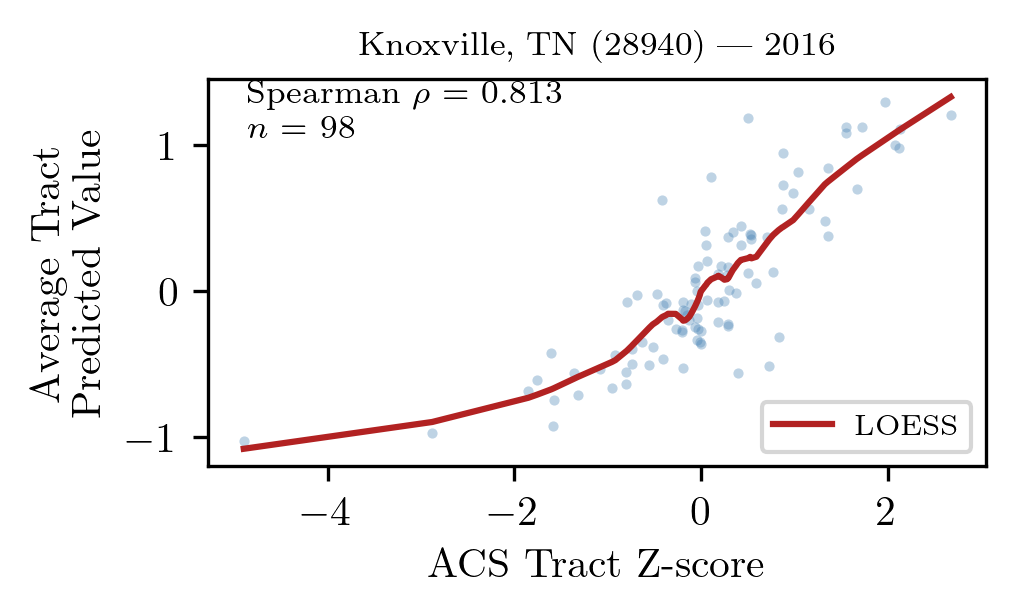 Knoxville, TN (28940) — 2016
Spearman ρ = 0.813
n = 98
Average Tract
Predicted Value
1
0
−1
LOESS
−4
−2
0
2
ACS Tract Z-score